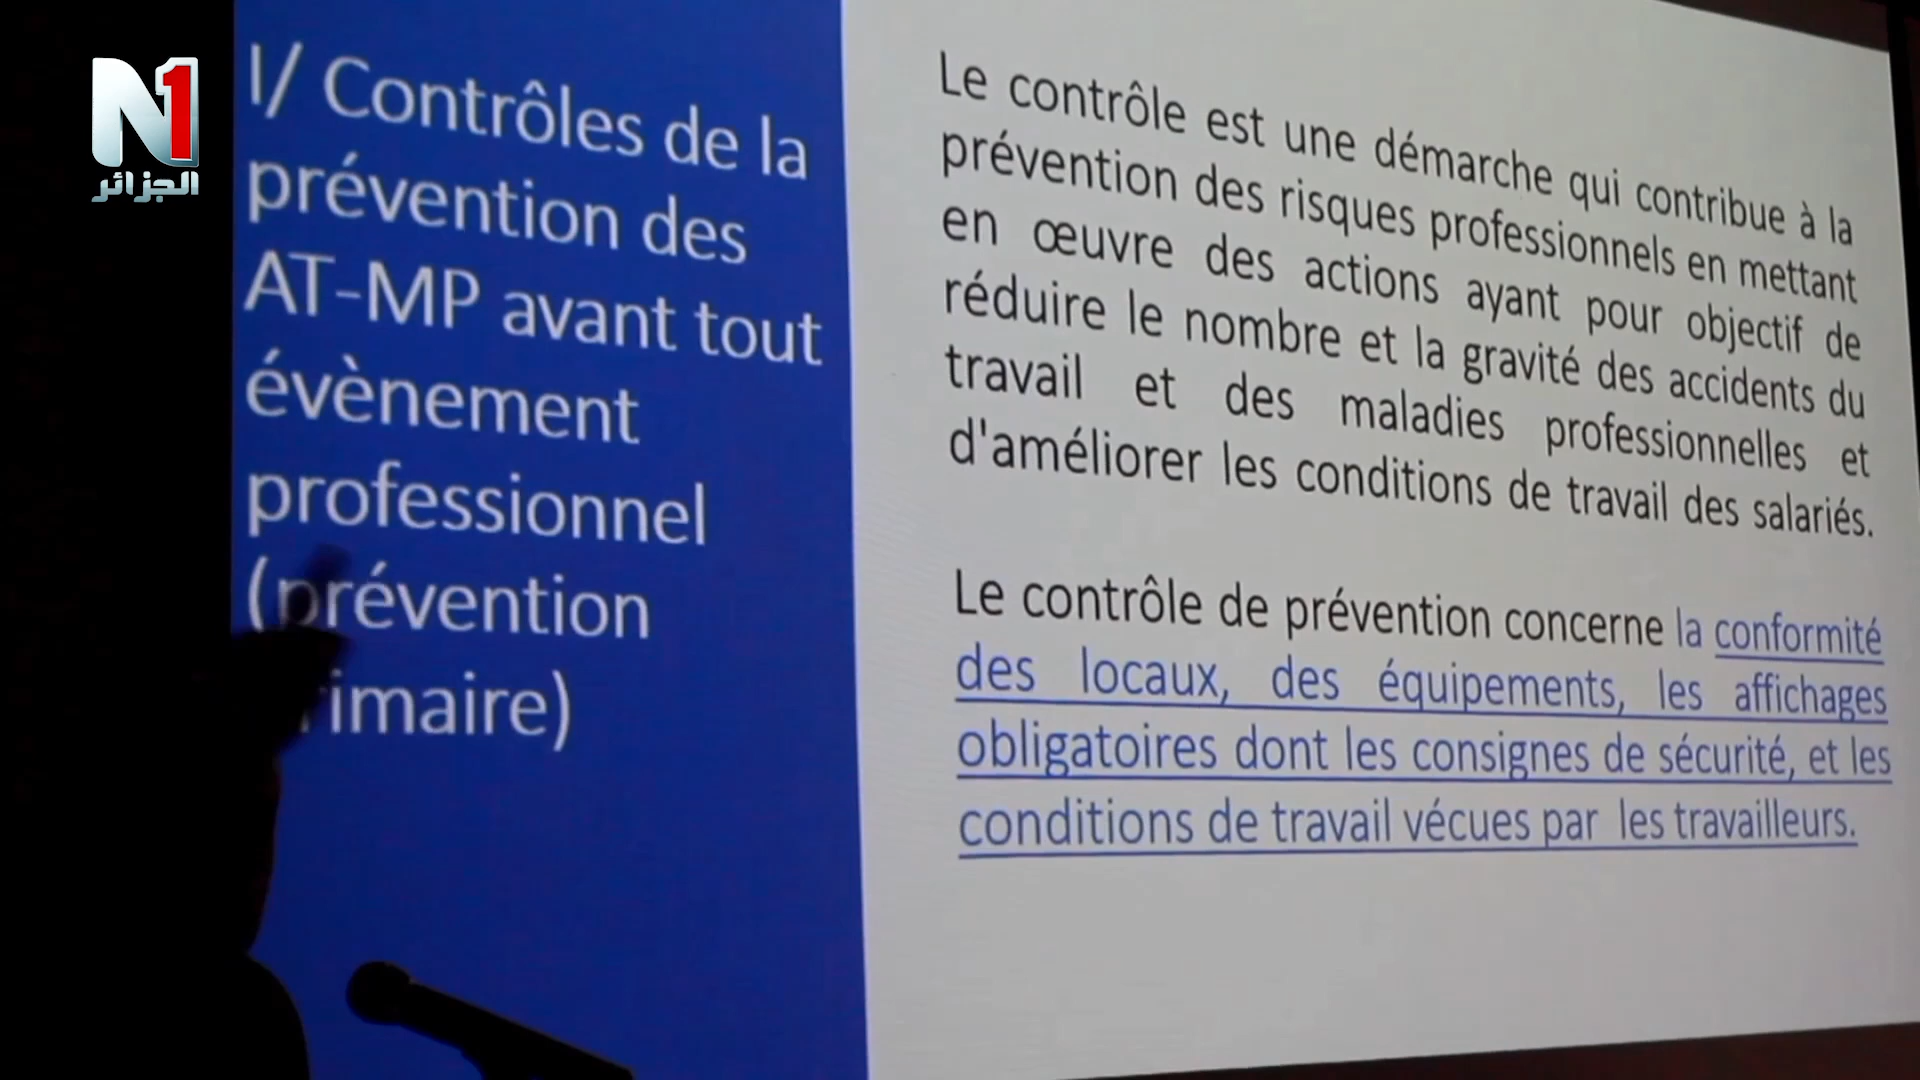 N1
الجزائر
I/ Contrôles de la
prévention des
AT-MP avant tout
évènement
professionnel
(prévention
Le contrôle est une démarche qui contribue à la
prévention des risques professionnels en mettant
en œuvre des actions ayant pour objectif de
réduire le nombre et la gravité des accidents du
travail et des maladies professionnelles et
d'améliorer les conditions de travail des salariés.
Le contrôle de prévention concerne la conformité
des locaux, des équipements, les affichages
obligatoires dont les consignes de sécurité, et les
conditions de travail vécues par les travailleurs.